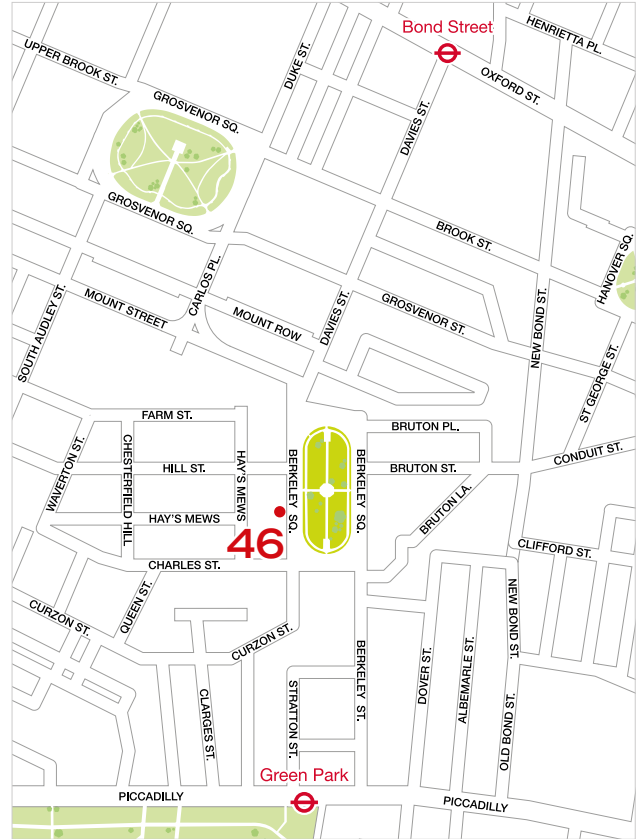 Bond Street
HENRIETTA PL.
UPPER BROOK ST.
DUKE ST.
OXFORD ST.
GROSVENOR SQ.
DAVIES ST.
GROSVENOR SQ.
BROOK ST.
HANOVER SQ.
CARLOS PL.
SOUTH AUDLEY ST.
MOUNT STREET
MOUNT ROW
DAVIES ST.
GROSVENOR ST.
NEW BOND ST.
ST GEORGE ST.
FARM ST.
BRUTON PL.
WAVERTON ST.
CHESTERFIELD HILL
HILL ST.
HAY'S MEWS
BERKELEY SQ.
BERKELEY SQ.
BRUTON ST.
CONDUIT ST.
HAY'S MEWS
46
BRUTON LA.
CLIFFORD ST.
CHARLES ST.
QUEEN ST.
CURZON ST.
CURZON ST.
NEW BOND ST.
BERKELEY ST.
DOVER ST.
ALBEMARLE ST.
CLARGES ST.
STRATTON ST.
OLD BOND ST.
Green Park
PICCADILLY
PICCADILLY